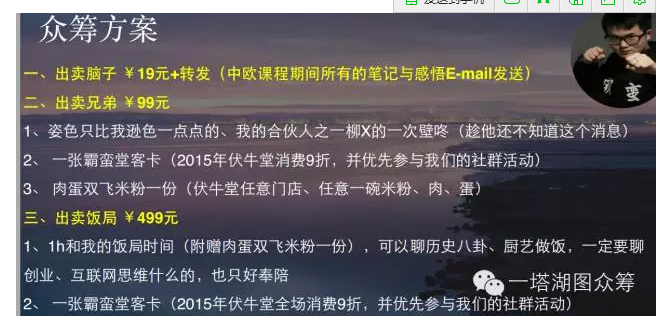 众筹方案
一、出卖脑子 ￥19元+转发（中欧课程期间所有的笔记与感悟E-mail发送）
二、出卖兄弟 ￥99元
1、姿色只比我逊色一点点的、我的合伙人之一柳X的一次壁咚（趁他还不知道这个消息）
2、 一张霸蛮堂客卡（2015年伏牛堂消费9折，并优先参与我们的社群活动）
3、 肉蛋双飞米粉一份（伏牛堂任意门店、任意一碗米粉、肉、蛋）
三、出卖饭局 ￥499元
1、1h和我的饭局时间（附赠肉蛋双飞米粉一份），可以聊历史八卦、厨艺做饭，一定要聊
创业、互联网思维什么的，也只好奉陪
一塔湖图众筹
2、 一张霸蛮堂客卡（2015年伏牛堂全场消费9折，并优先参与我们的社群活动）